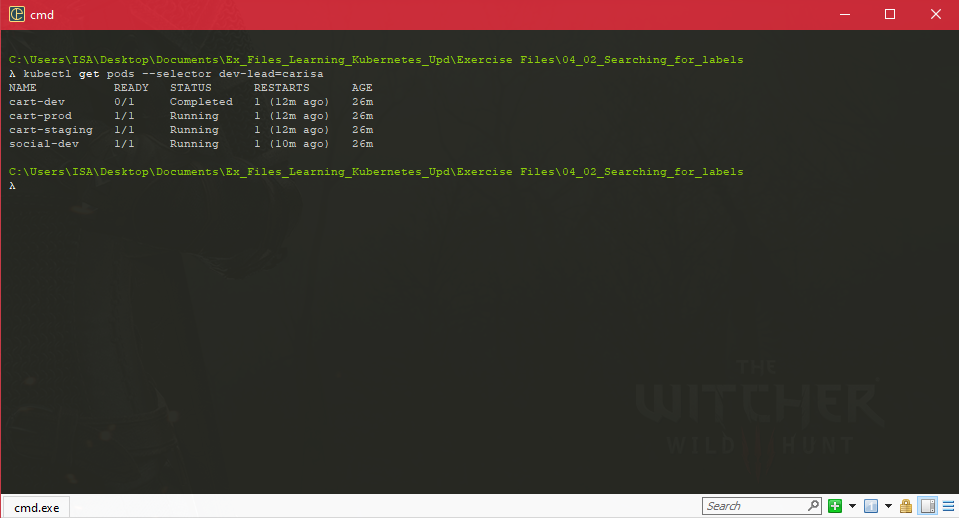 cmd
C:\Users\ISA\Desktop\Documents\Ex_Files_Learning_Kubernetes_Upd\Exercise Files\04_02_Searching_for_labels
λ kubectl get pods --selector dev-lead=carisa
NAME READY STATUS RESTARTS AGE
cart-dev 0/1 Completed 1 (12m ago) 26m
cart-prod 1/1 Running 1 (12m ago) 26m
cart-staging 1/1 Running 1 (12m ago) 26m
social-dev 1/1 Running 1 (10m ago) 26m
C:\Users\ISA\Desktop\Documents\Ex_Files_Learning_Kubernetes_Upd\Exercise Files\04_02_Searching_for_labels
λ
THE
WITCHER
WILD HUNT
cmd.exe
Search